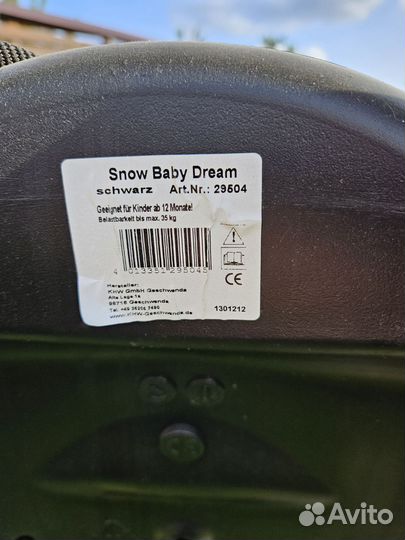 Snow Baby Dream
schwarz Art.Nr.: 29504
Geeignet für Kinder ab 12 Monate!
Belastbarkeit bis max. 35 kg
4 013351 295045
CE
Hersteller:
KHW GmbH Geschwenda
Alte Lage 1a
98716 Geschwenda
www.KHW-Geschwenda.de
1301212
Avito